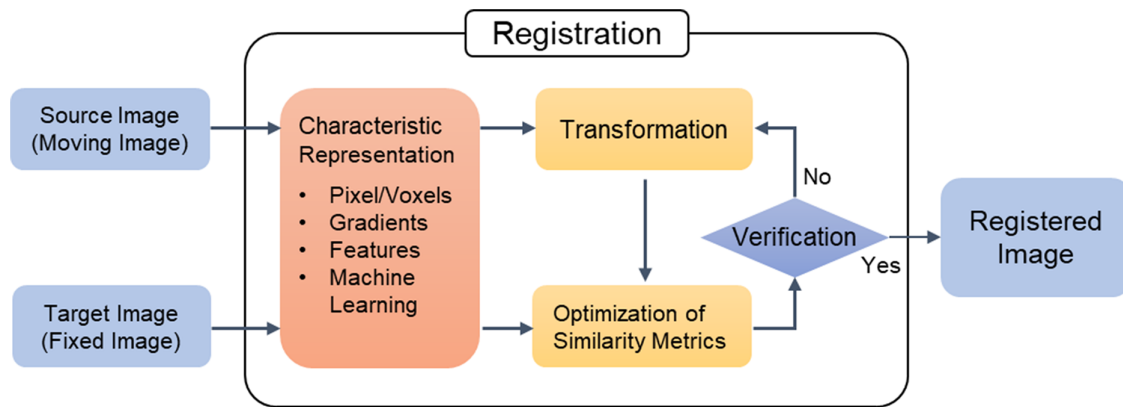 Registration
Source Image
(Moving Image)
Characteristic
Representation
• Pixel/Voxels
• Gradients
• Features
• Machine
Learning
Transformation
No
Verification
Yes
Registered
Image
Target Image
(Fixed Image)
Optimization of
Similarity Metrics